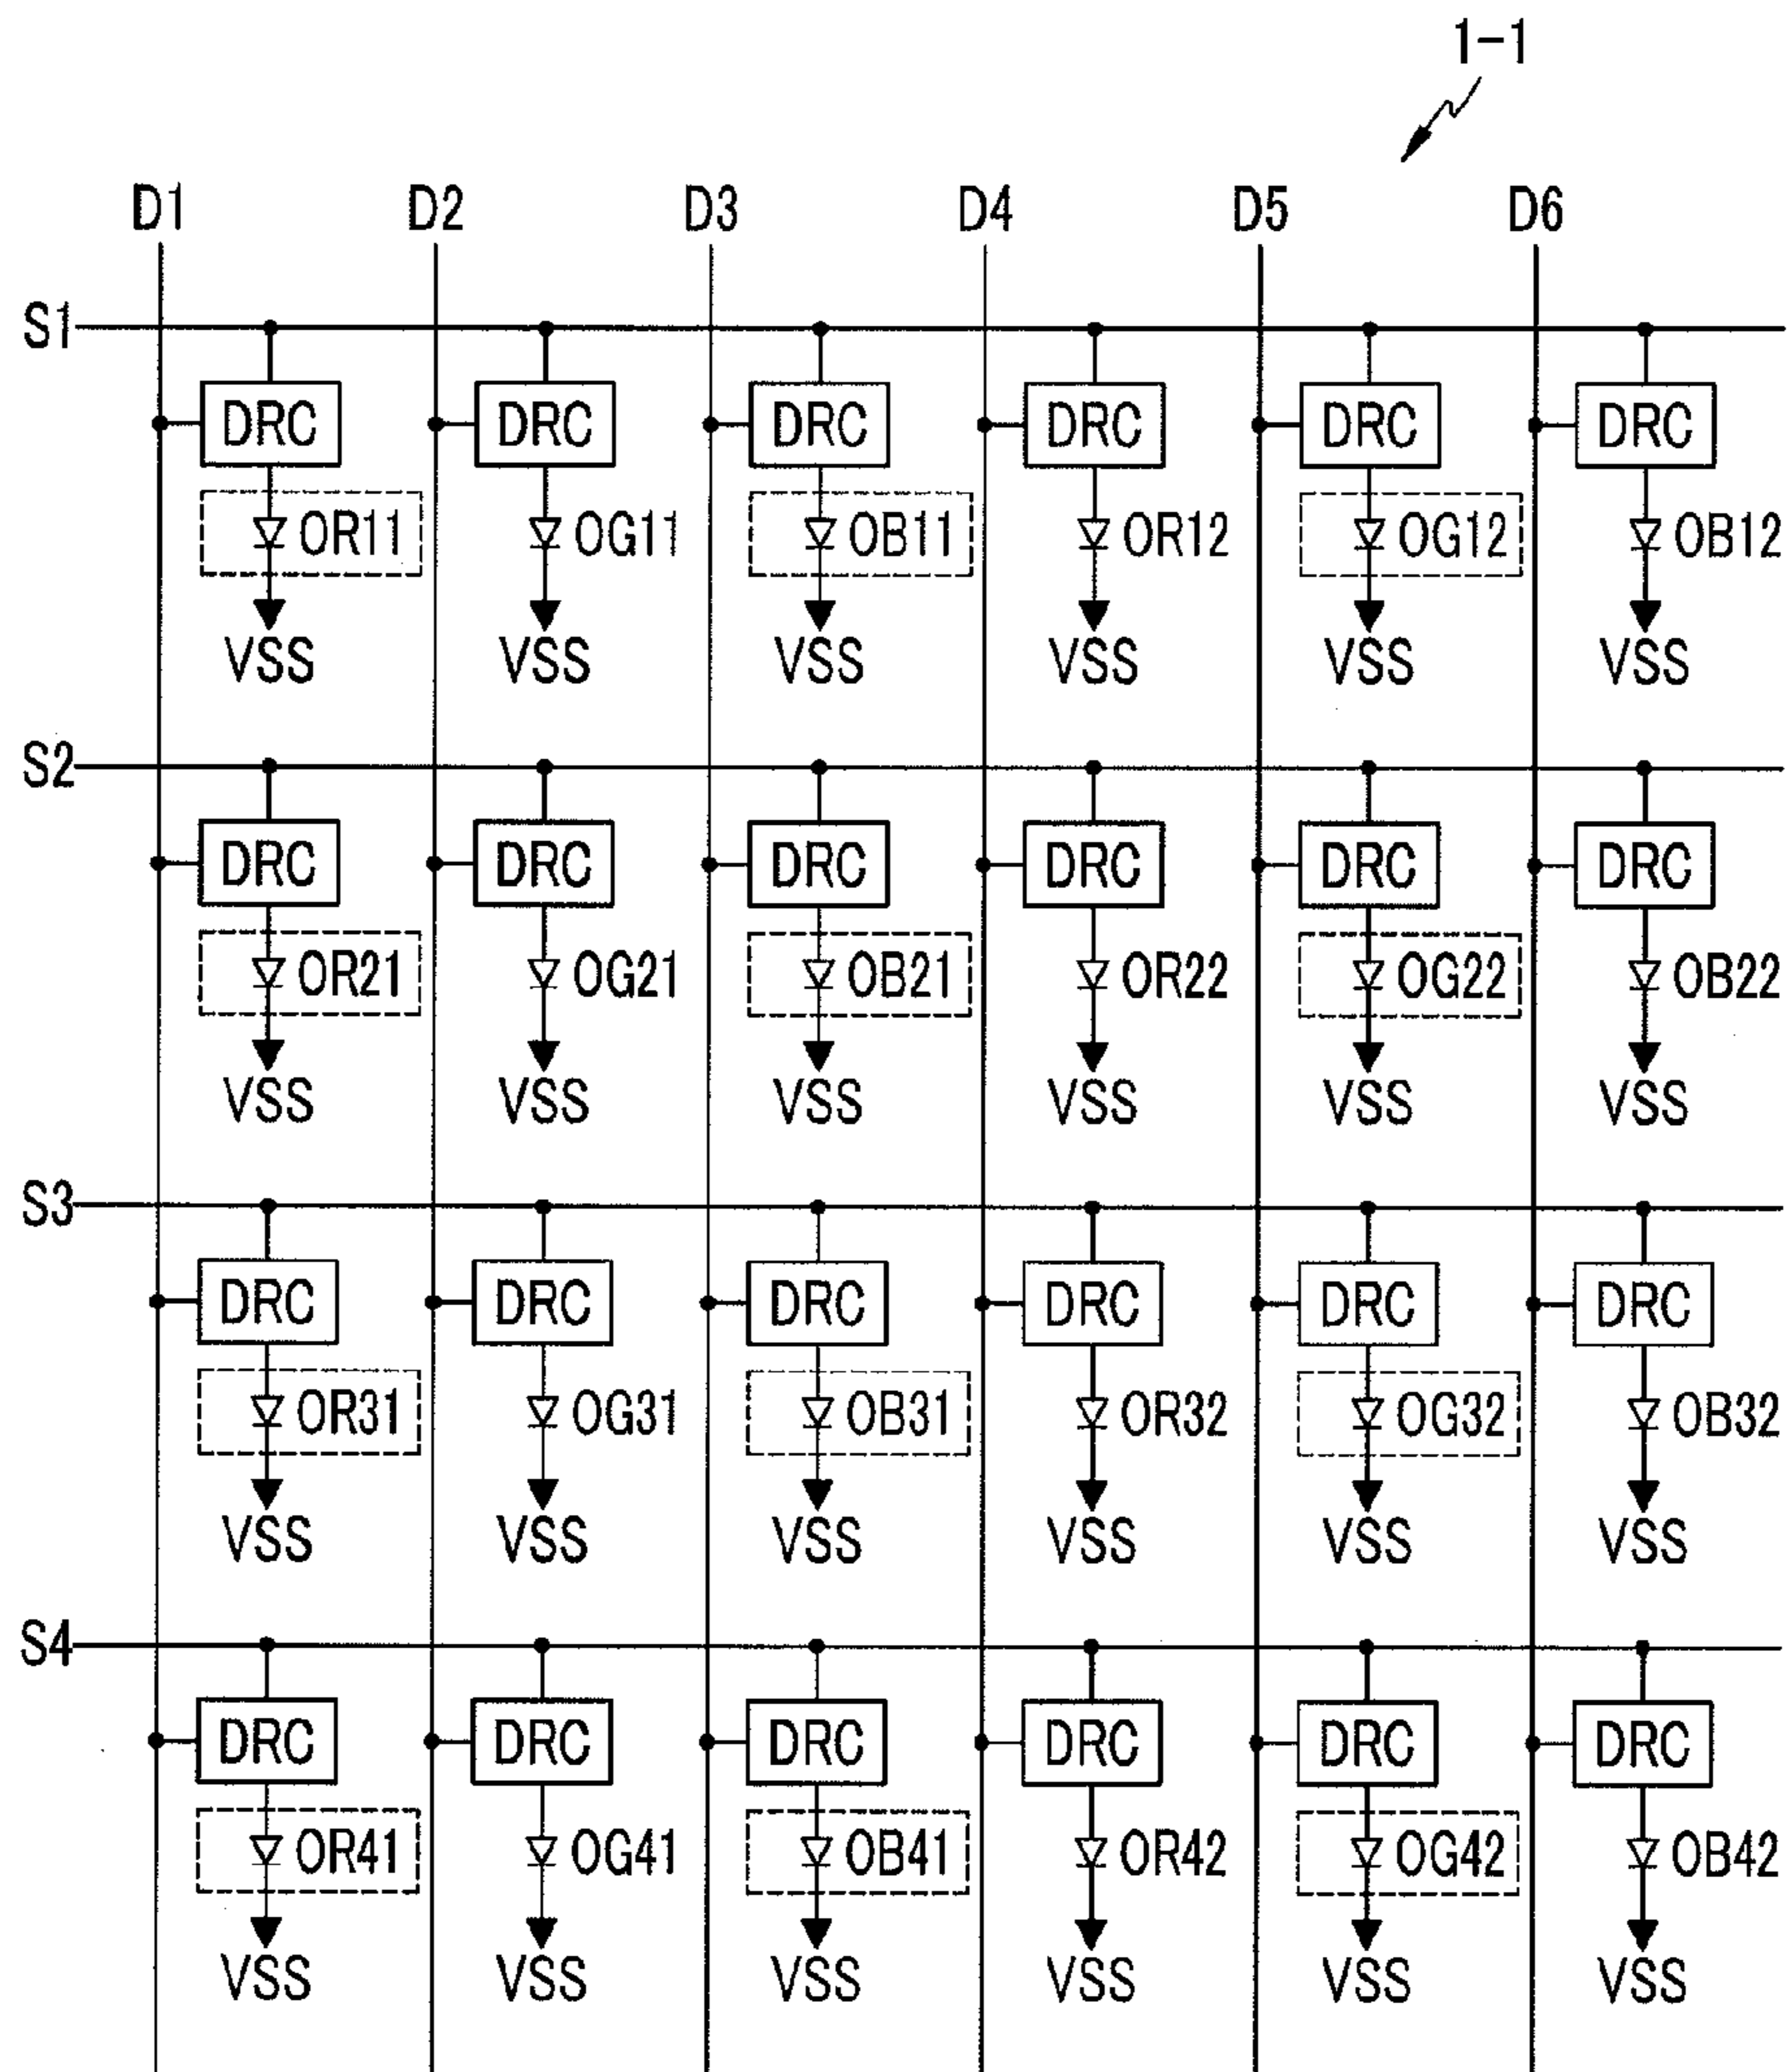 1-1
D1 D2 D3 D4 D5 D6
S1
DRC DRC DRC DRC DRC DRC
OR11 OG11 OB11 OR12 OG12 OB12
VSS VSS VSS VSS VSS VSS
S2
DRC DRC DRC DRC DRC DRC
OR21 OG21 OB21 OR22 OG22 OB22
VSS VSS VSS VSS VSS VSS
S3
DRC DRC DRC DRC DRC DRC
OR31 OG31 OB31 OR32 OG32 OB32
VSS VSS VSS VSS VSS VSS
S4
DRC DRC DRC DRC DRC DRC
OR41 OG41 OB41 OR42 OG42 OB42
VSS VSS VSS VSS VSS VSS